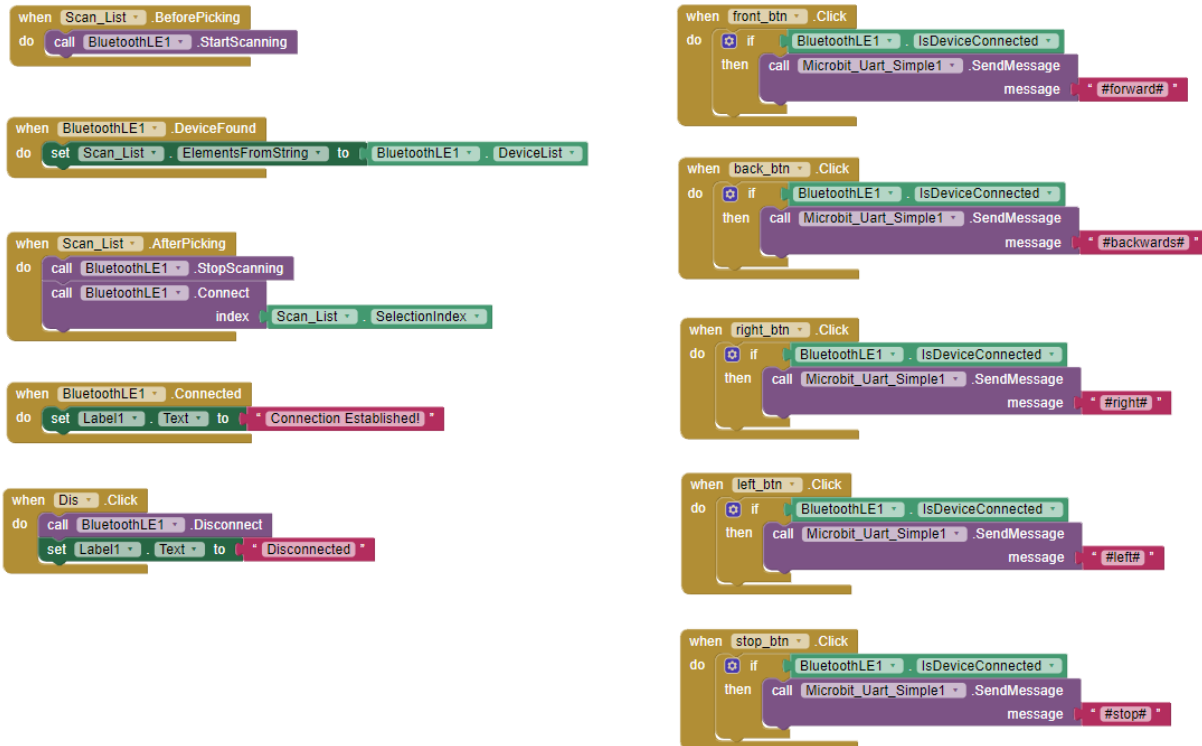 when Scan_List .BeforePicking
do call BluetoothLE1 .StartScanning
when BluetoothLE1 .DeviceFound
do set Scan_List . ElementsFromString to BluetoothLE1 . DeviceList
when Scan_List .AfterPicking
do call BluetoothLE1 .StopScanning
call BluetoothLE1 .Connect
index Scan_List . SelectionIndex
when BluetoothLE1 .Connected
do set Label1 . Text to " Connection Established! "
when Dis .Click
do call BluetoothLE1 .Disconnect
set Label1 . Text to " Disconnected "
when front_btn .Click
do if BluetoothLE1 . IsDeviceConnected
then call Microbit_Uart_Simple1 .SendMessage
message " #forward# "
when back_btn .Click
do if BluetoothLE1 . IsDeviceConnected
then call Microbit_Uart_Simple1 .SendMessage
message " #backwards# "
when right_btn .Click
do if BluetoothLE1 . IsDeviceConnected
then call Microbit_Uart_Simple1 .SendMessage
message " #right# "
when left_btn .Click
do if BluetoothLE1 . IsDeviceConnected
then call Microbit_Uart_Simple1 .SendMessage
message " #left# "
when stop_btn .Click
do if BluetoothLE1 . IsDeviceConnected
then call Microbit_Uart_Simple1 .SendMessage
message " #stop# "